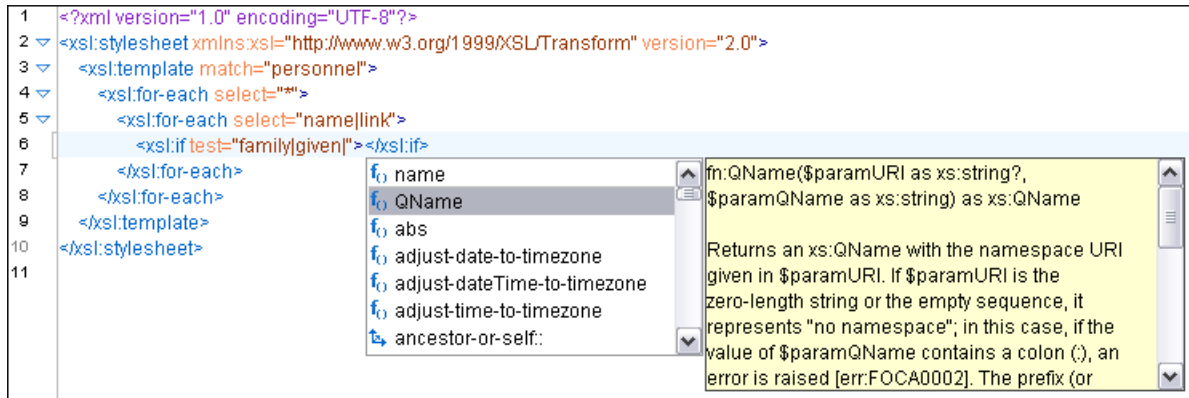 1 <?xml version="1.0" encoding="UTF-8"?>
2 <xsl:stylesheet xmlns:xsl="http://www.w3.org/1999/XSL/Transform" version="2.0">
3 <xsl:template match="personnel">
4 <xsl:for-each select="*">
5 <xsl:for-each select="name|link">
6 <xsl:if test="family|given|"></xsl:if>
7 </xsl:for-each>
8 </xsl:for-each>
9 </xsl:template>
10 </xsl:stylesheet>
11
f() name
f() QName
f() abs
f() adjust-date-to-timezone
f() adjust-dateTime-to-timezone
f() adjust-time-to-timezone
ancestor-or-self::
fn:QName($paramURI as xs:string?,
$paramQName as xs:string) as xs:QName
Returns an xs:QName with the namespace URI
given in $paramURI. If $paramURI is the
zero-length string or the empty sequence, it
represents "no namespace"; in this case, if the
value of $paramQName contains a colon (:), an
error is raised [err:FOCA0002]. The prefix (or